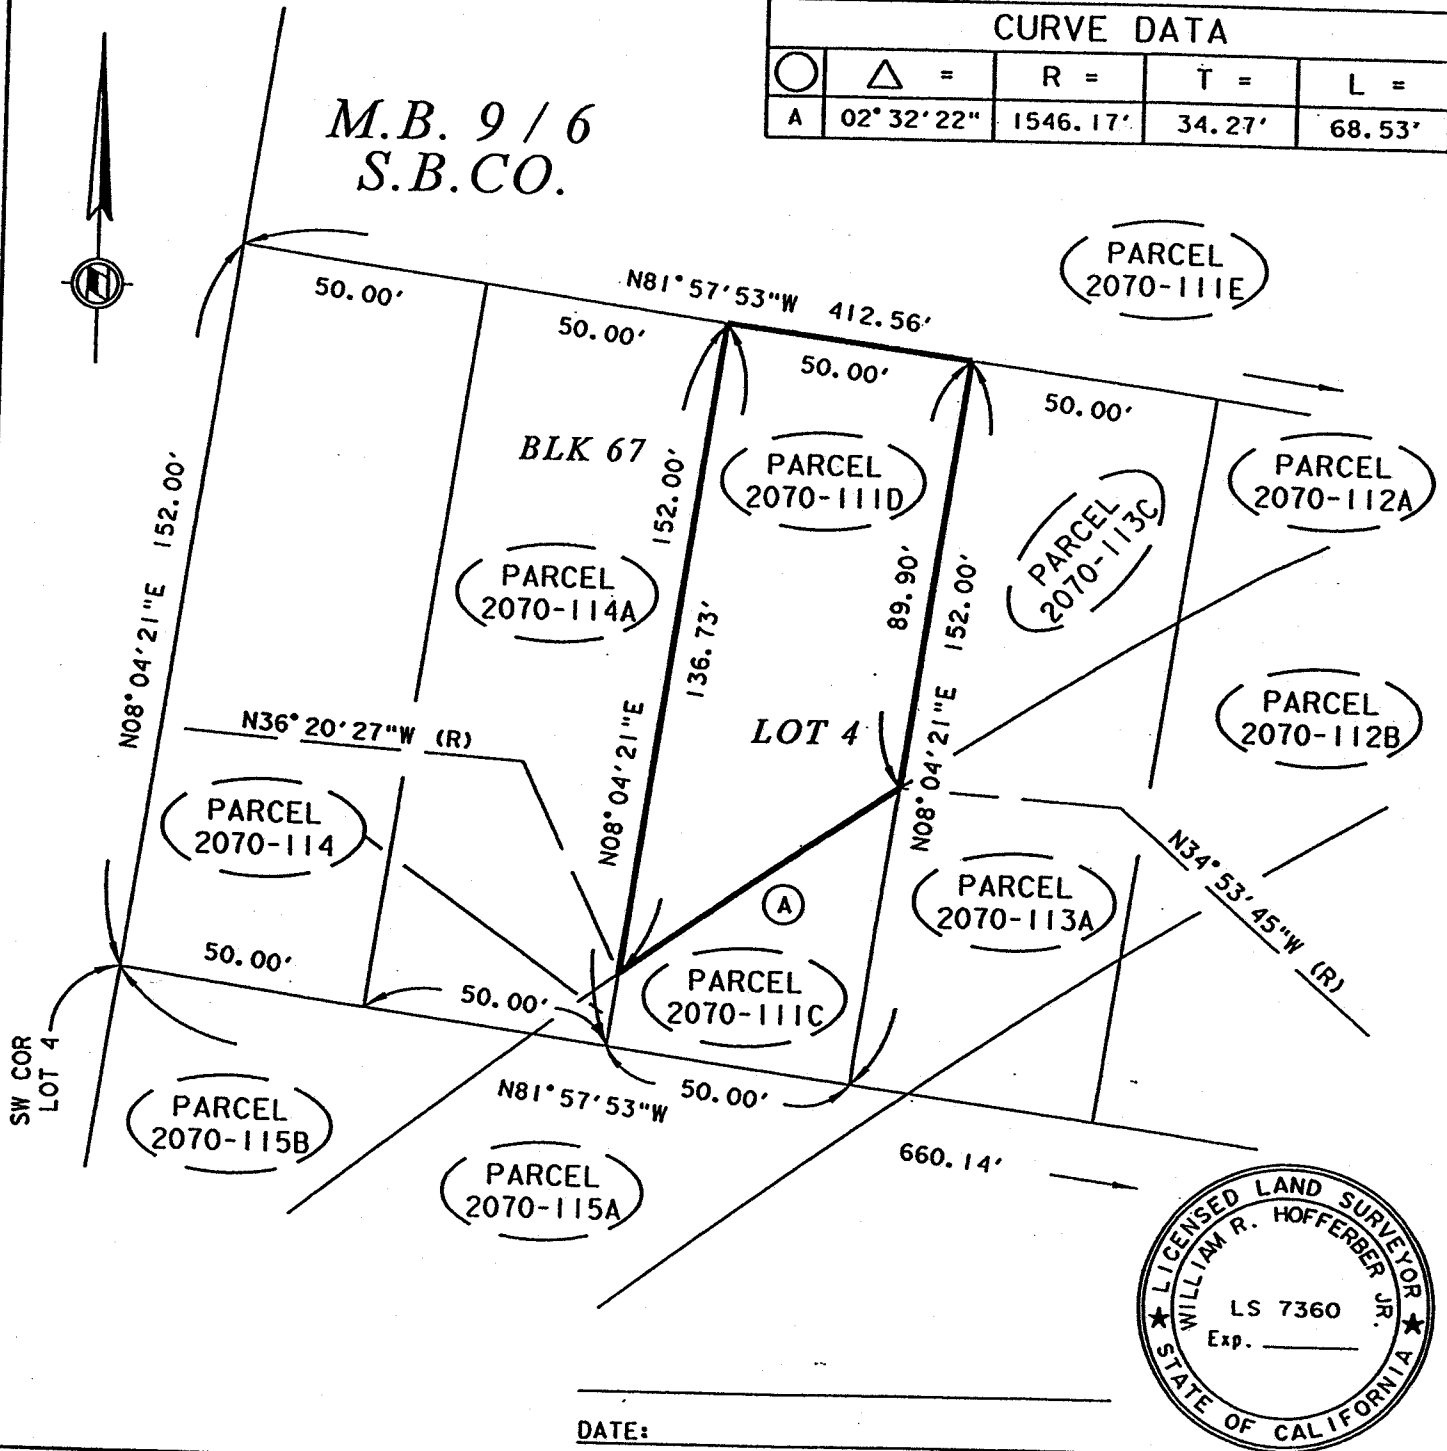 CURVE DATA
△ = R = T = L =
A 02°32'22" 1546.17' 34.27' 68.53'
M.B. 9 / 6
S.B.CO.
PARCEL
2070-111E
N81°57'53"W 412.56'
50.00'
50.00'
50.00'
50.00'
BLK 67
PARCEL
2070-111D
PARCEL
2070-112A
PARCEL
2070-113C
N08°04'21"E 152.00'
152.00'
PARCEL
2070-114A
136.73'
89.90'
152.00'
N08°04'21"E
N08°04'21"E
LOT 4
PARCEL
2070-112B
N36°20'27"W (R)
PARCEL
2070-114
N34°53'45"W (R)
A
PARCEL
2070-113A
50.00'
50.00'
PARCEL
2070-111C
SW COR
LOT 4
N81°57'53"W
50.00'
660.14'
PARCEL
2070-115B
PARCEL
2070-115A
LICENSED LAND SURVEYOR
WILLIAM R. HOFFERBER JR.
LS 7360
Exp.
STATE OF CALIFORNIA
DATE: